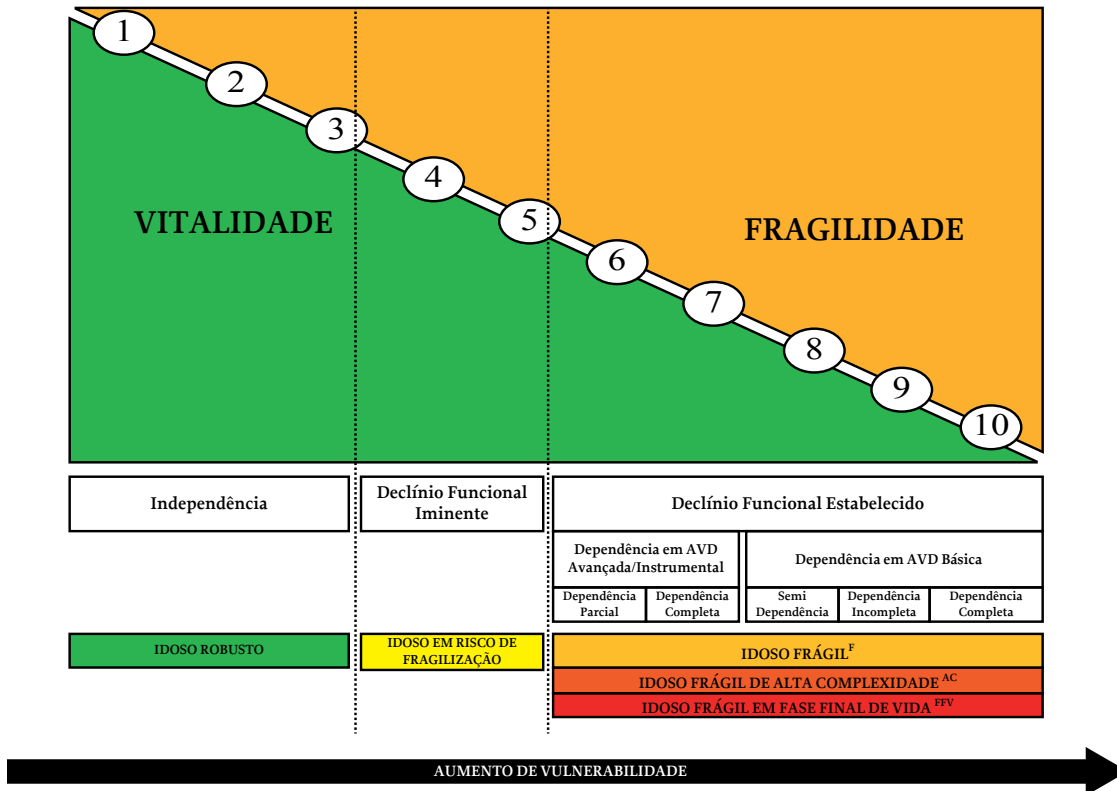 1
2
3
4
5
6
7
8
9
10
VITALIDADE
FRAGILIDADE
Independência
Declínio Funcional
Iminente
Declínio Funcional Estabelecido
Dependência em AVD
Avançada/Instrumental
Dependência em AVD Básica
Dependência
Parcial
Dependência
Completa
Semi
Dependência
Dependência
Incompleta
Dependência
Completa
IDOSO ROBUSTO
IDOSO EM RISCO DE
FRAGILIZAÇÃO
IDOSO FRÁGIL F
IDOSO FRÁGIL DE ALTA COMPLEXIDADE AC
IDOSO FRÁGIL EM FASE FINAL DE VIDA FFV
AUMENTO DE VULNERABILIDADE